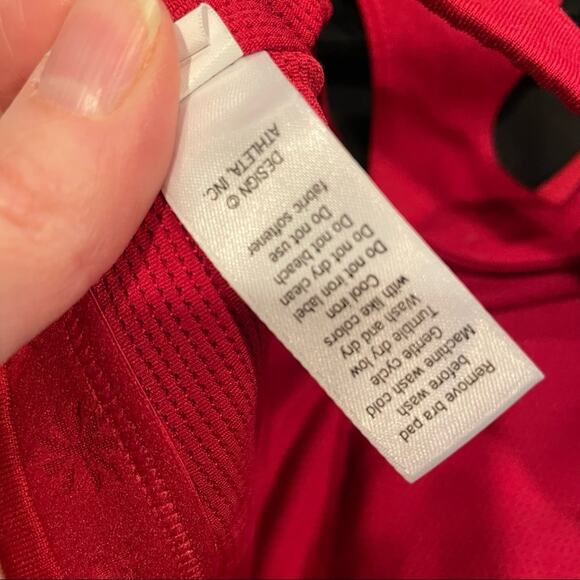 Remove bra pad
before wash
Machine wash cold
Gentle cycle
Tumble dry low
Wash and dry
with like colors
Cool iron
Do not iron label
Do not dry clean
Do not bleach
Do not use
fabric softener
DESIGN ©
ATHLETA, INC.